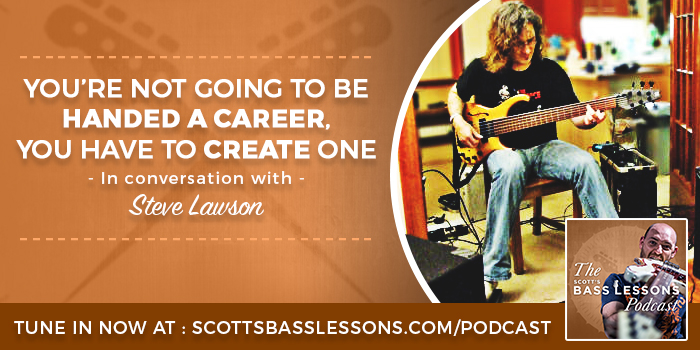 YOU'RE NOT GOING TO BE
HANDED A CAREER,
YOU HAVE TO CREATE ONE
- In conversation with -
Steve Lawson
The
SCOTT'S
BASS LESSONS
Podcast
TUNE IN NOW AT : SCOTTSBASSLESSONS.COM/PODCAST